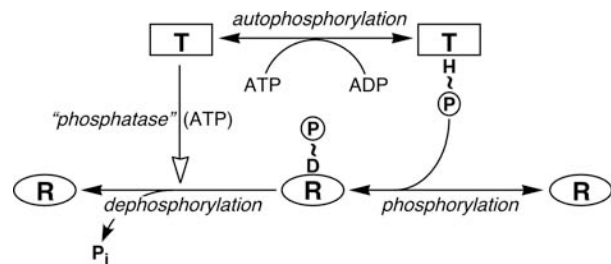 autophosphorylation
T T
H
~
P
ATP ADP
"phosphatase" (ATP)
P
~
D
R R R
dephosphorylation phosphorylation
Pi